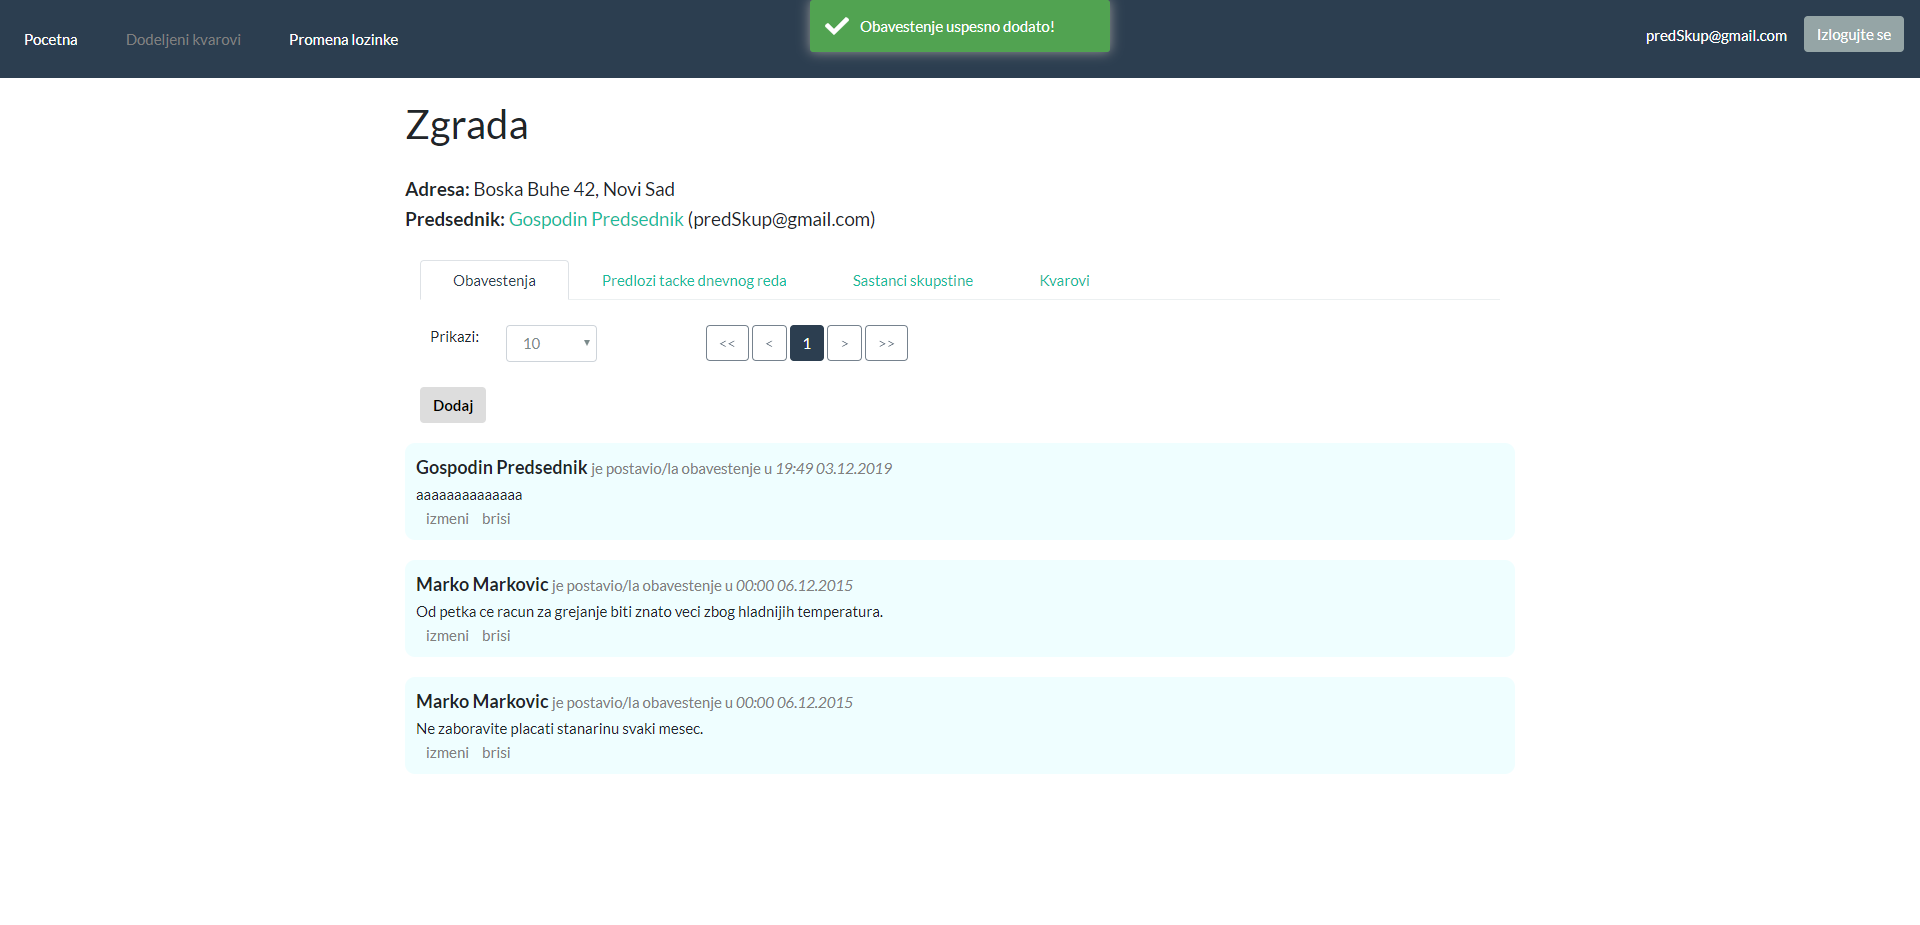 Pocetna Dodeljeni kvarovi Promena lozinke Obavestenje uspesno dodato! predSkup@gmail.com Izlogujte se
Zgrada
Adresa: Boska Buhe 42, Novi Sad
Predsednik: Gospodin Predsednik (predSkup@gmail.com)
Obavestenja Predlozi tacke dnevnog reda Sastanci skupstine Kvarovi
Prikazi: 10 << < 1 > >>
Dodaj
Gospodin Predsednik je postavio/la obavestenje u 19:49 03.12.2019
aaaaaaaaaaaaaa
izmeni brisi
Marko Markovic je postavio/la obavestenje u 00:00 06.12.2015
Od petka ce racun za grejanje biti znato veci zbog hladnijih temperatura.
izmeni brisi
Marko Markovic je postavio/la obavestenje u 00:00 06.12.2015
Ne zaboravite placati stanarinu svaki mesec.
izmeni brisi